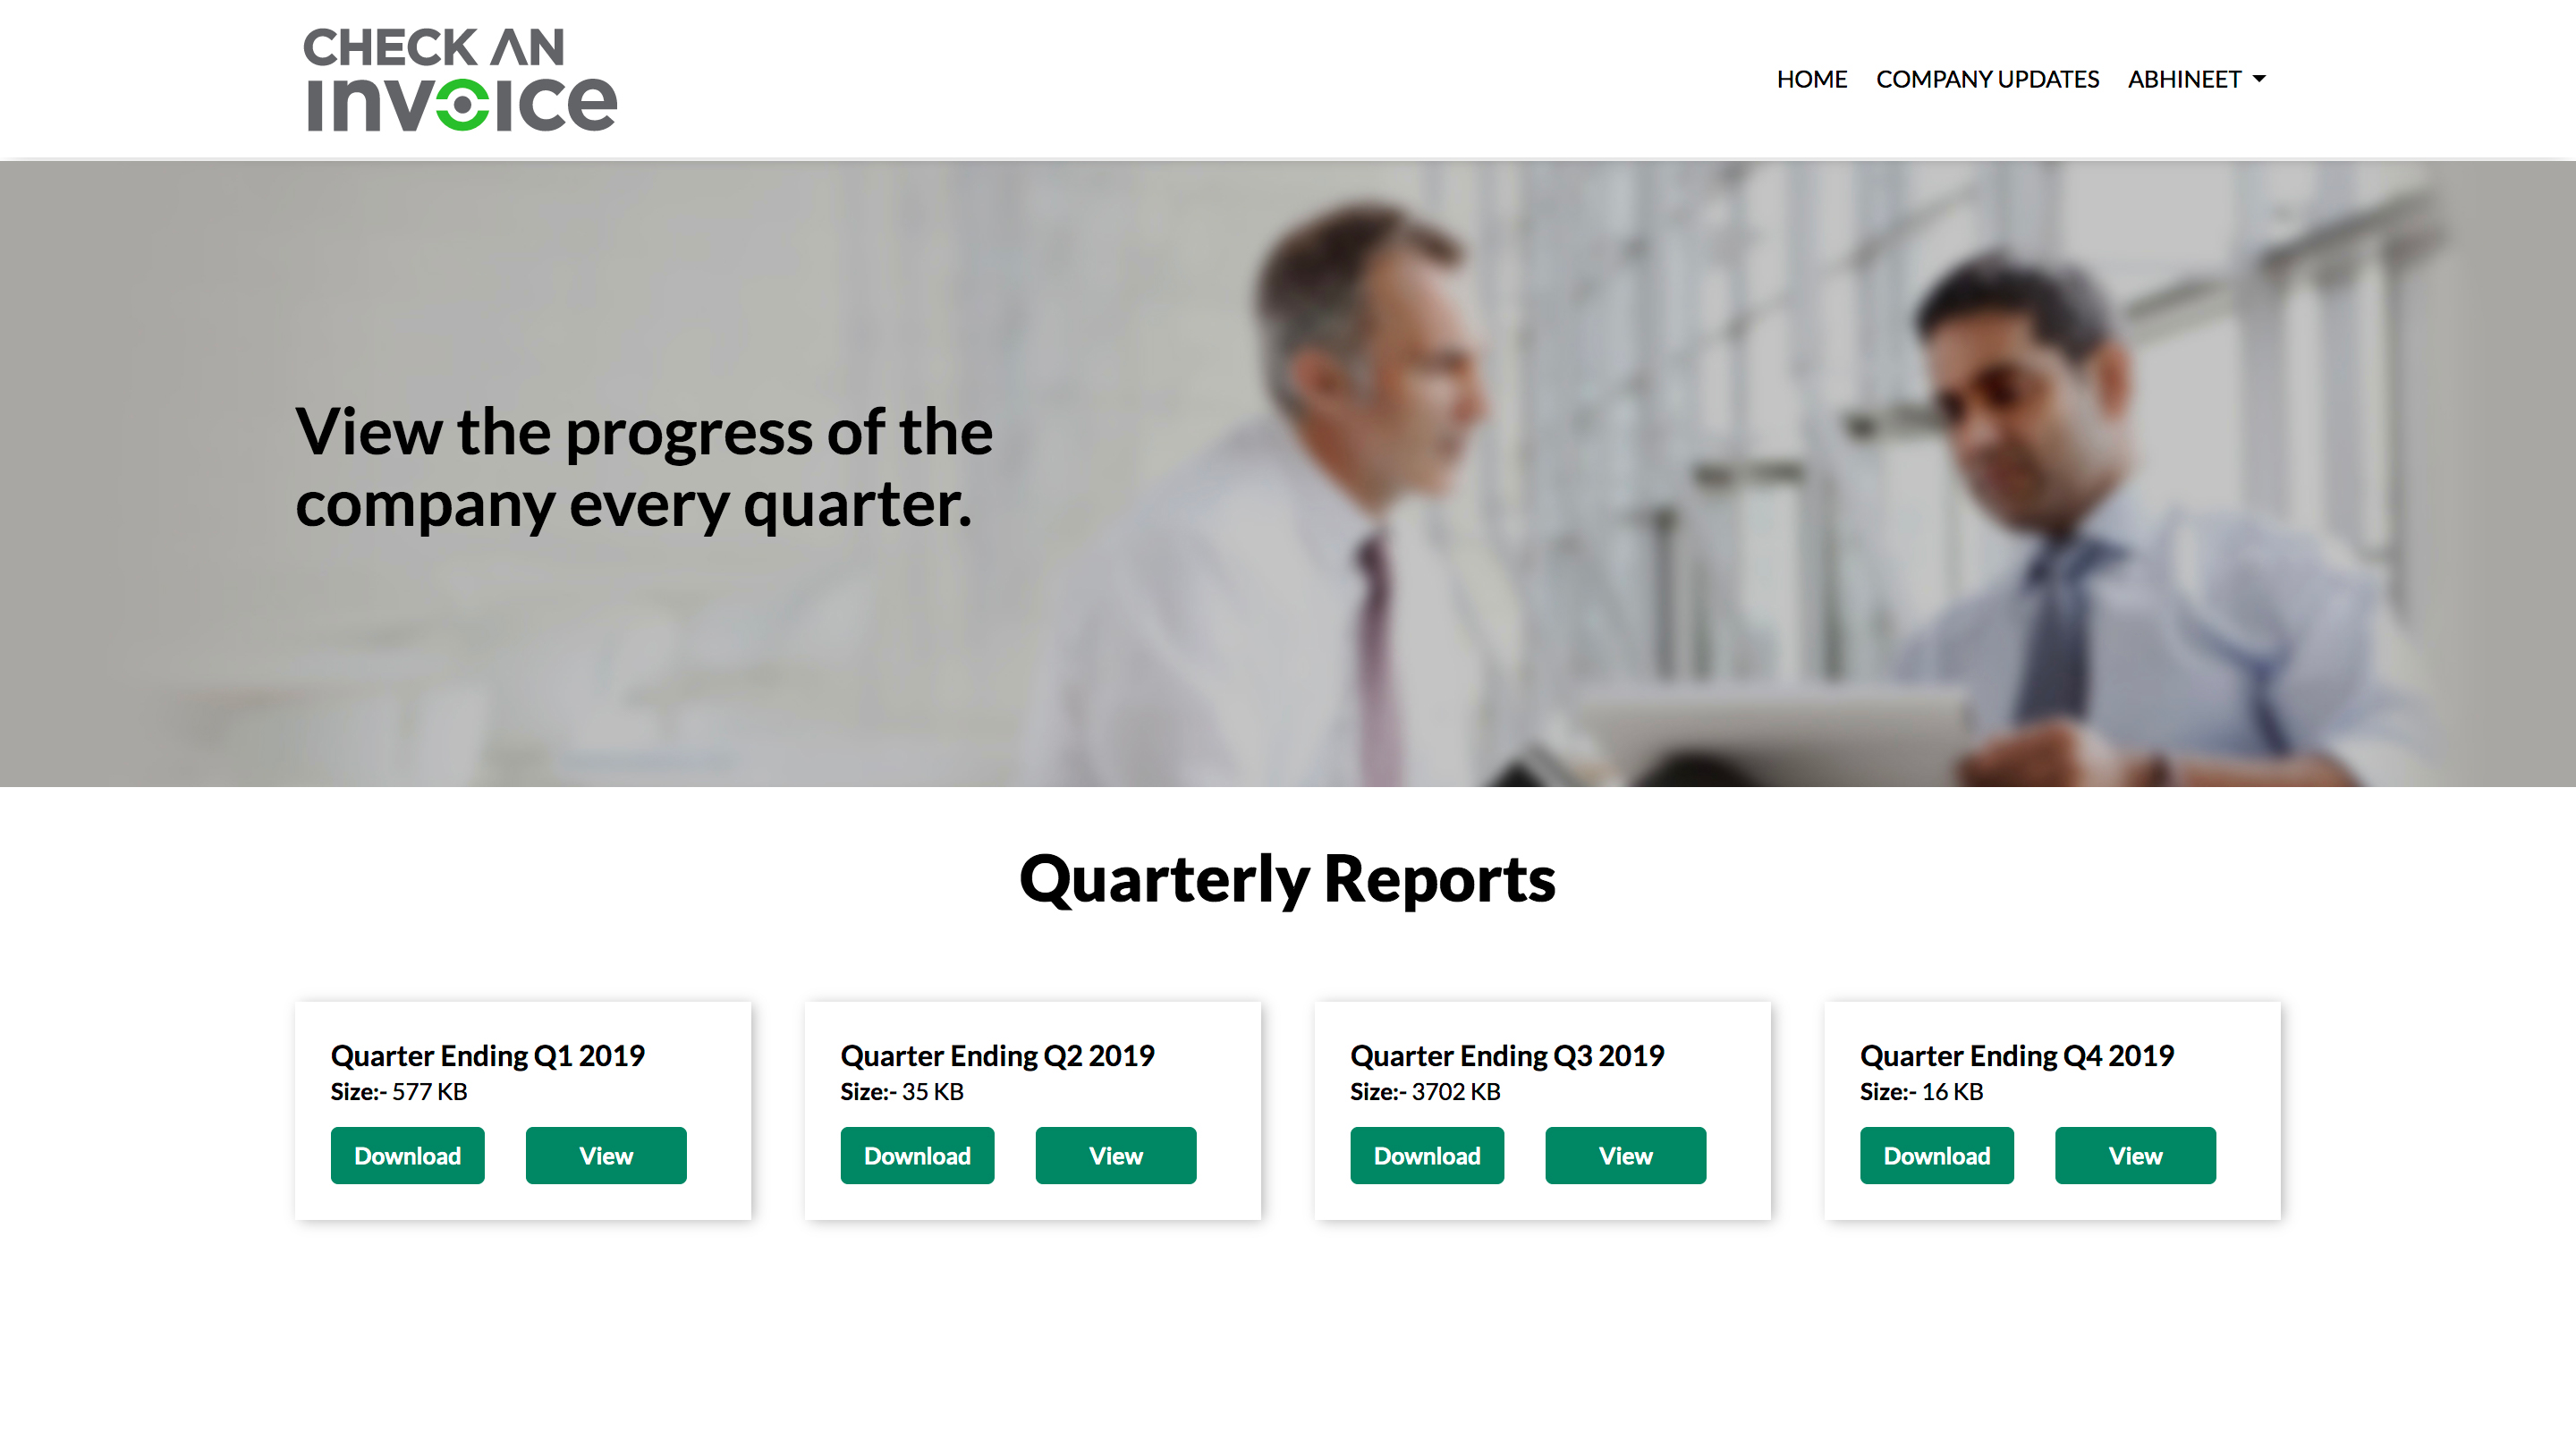 CHECK AN
invoice
HOME COMPANY UPDATES ABHINEET
View the progress of the
company every quarter.
Quarterly Reports
Quarter Ending Q1 2019
Size:- 577 KB
Download View
Quarter Ending Q2 2019
Size:- 35 KB
Download View
Quarter Ending Q3 2019
Size:- 3702 KB
Download View
Quarter Ending Q4 2019
Size:- 16 KB
Download View